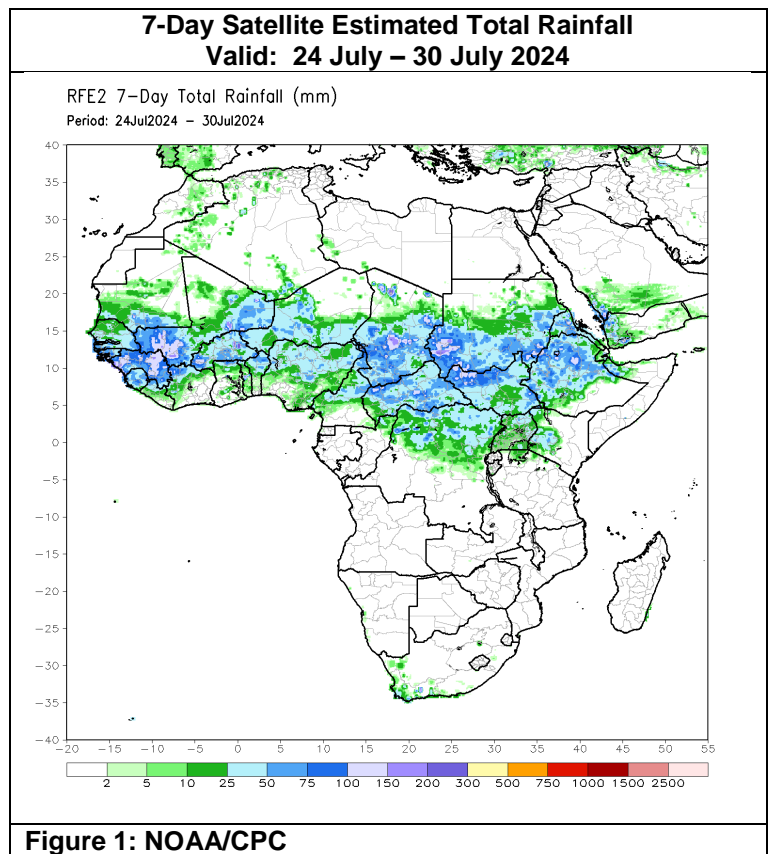 7-Day Satellite Estimated Total Rainfall
Valid:  24 July – 30 July 2024
RFE2 7-Day Total Rainfall (mm)
Period: 24Jul2024 - 30Jul2024
40
35
30
25
20
15
10
5
0
-5
-10
-15
-20
-25
-30
-35
-40
-20 -15 -10 -5 0 5 10 15 20 25 30 35 40 45 50 55
2 5 10 25 50 75 100 150 200 300 500 750 1000 1500 2500
Figure 1: NOAA/CPC